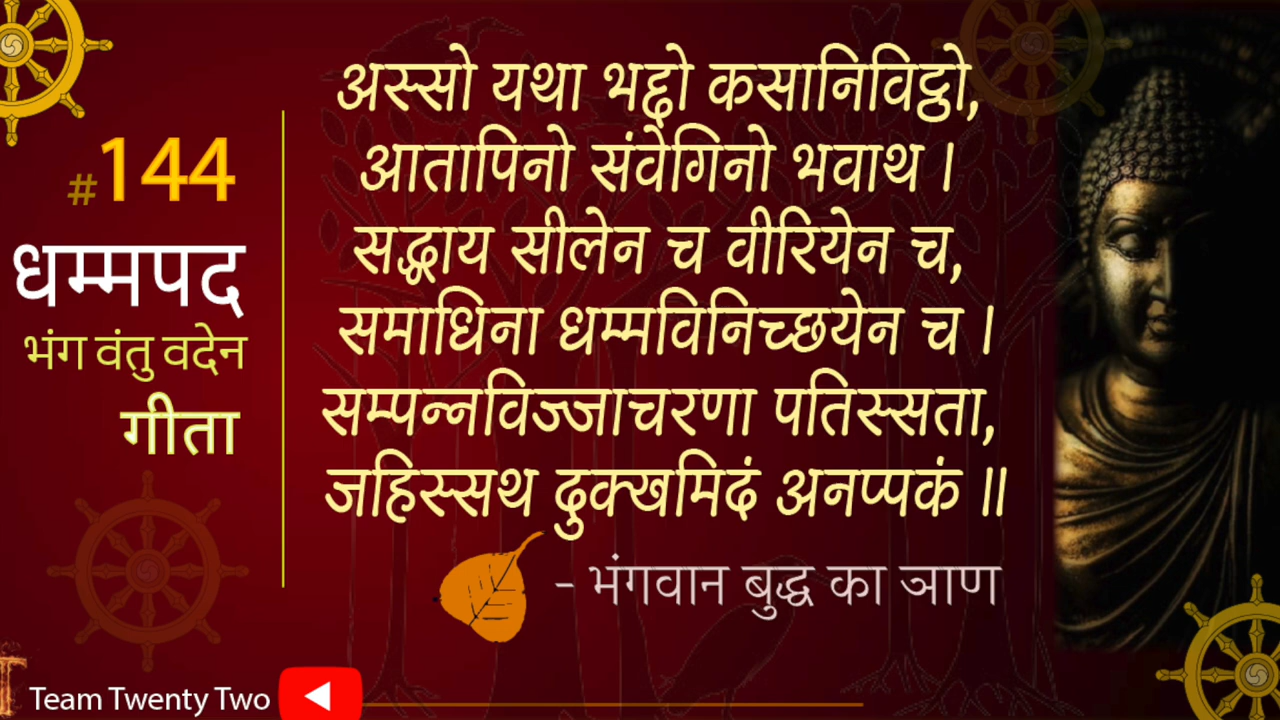 #144
धम्मपद
भंग वंतु वदेन
गीता
अस्सो यथा भद्दो कसानिविट्ठो,
आतापिनो संवेगिनो भवाथ ।
सद्धाय सीलेन च वीरियेन च,
समाधिना धम्मविनिच्छयेन च ।
सम्पन्नविज्जाचरणा पतिस्सता,
जहिस्सथ दुक्खमिदं अनप्पकं ॥
- भंगवान बुद्ध का ञाण
Team Twenty Two